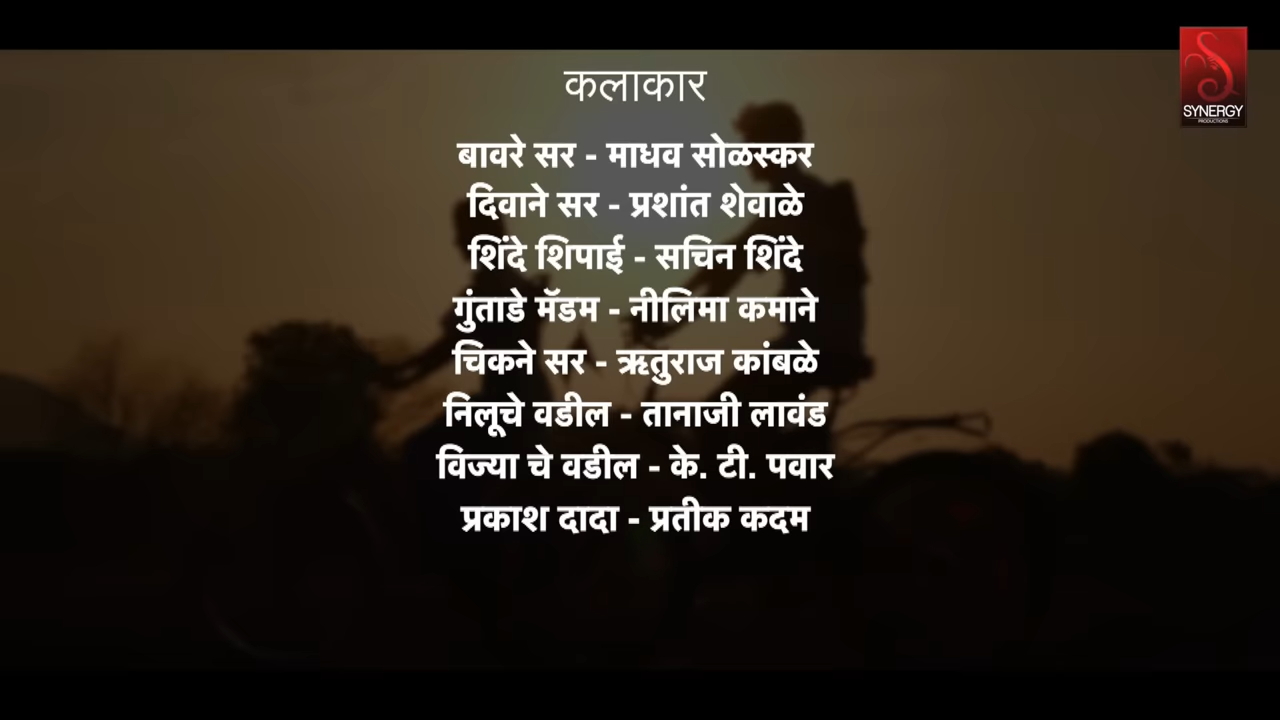 कलाकार
SYNERGY
PRODUCTIONS
बावरे सर - माधव सोळस्कर
दिवाने सर - प्रशांत शेवाळे
शिंदे शिपाई - सचिन शिंदे
गुंताडे मॅडम - नीलिमा कमाने
चिकने सर - ऋतुराज कांबळे
निलूचे वडील - तानाजी लावंड
विज्या चे वडील - के. टी. पवार
प्रकाश दादा - प्रतीक कदम